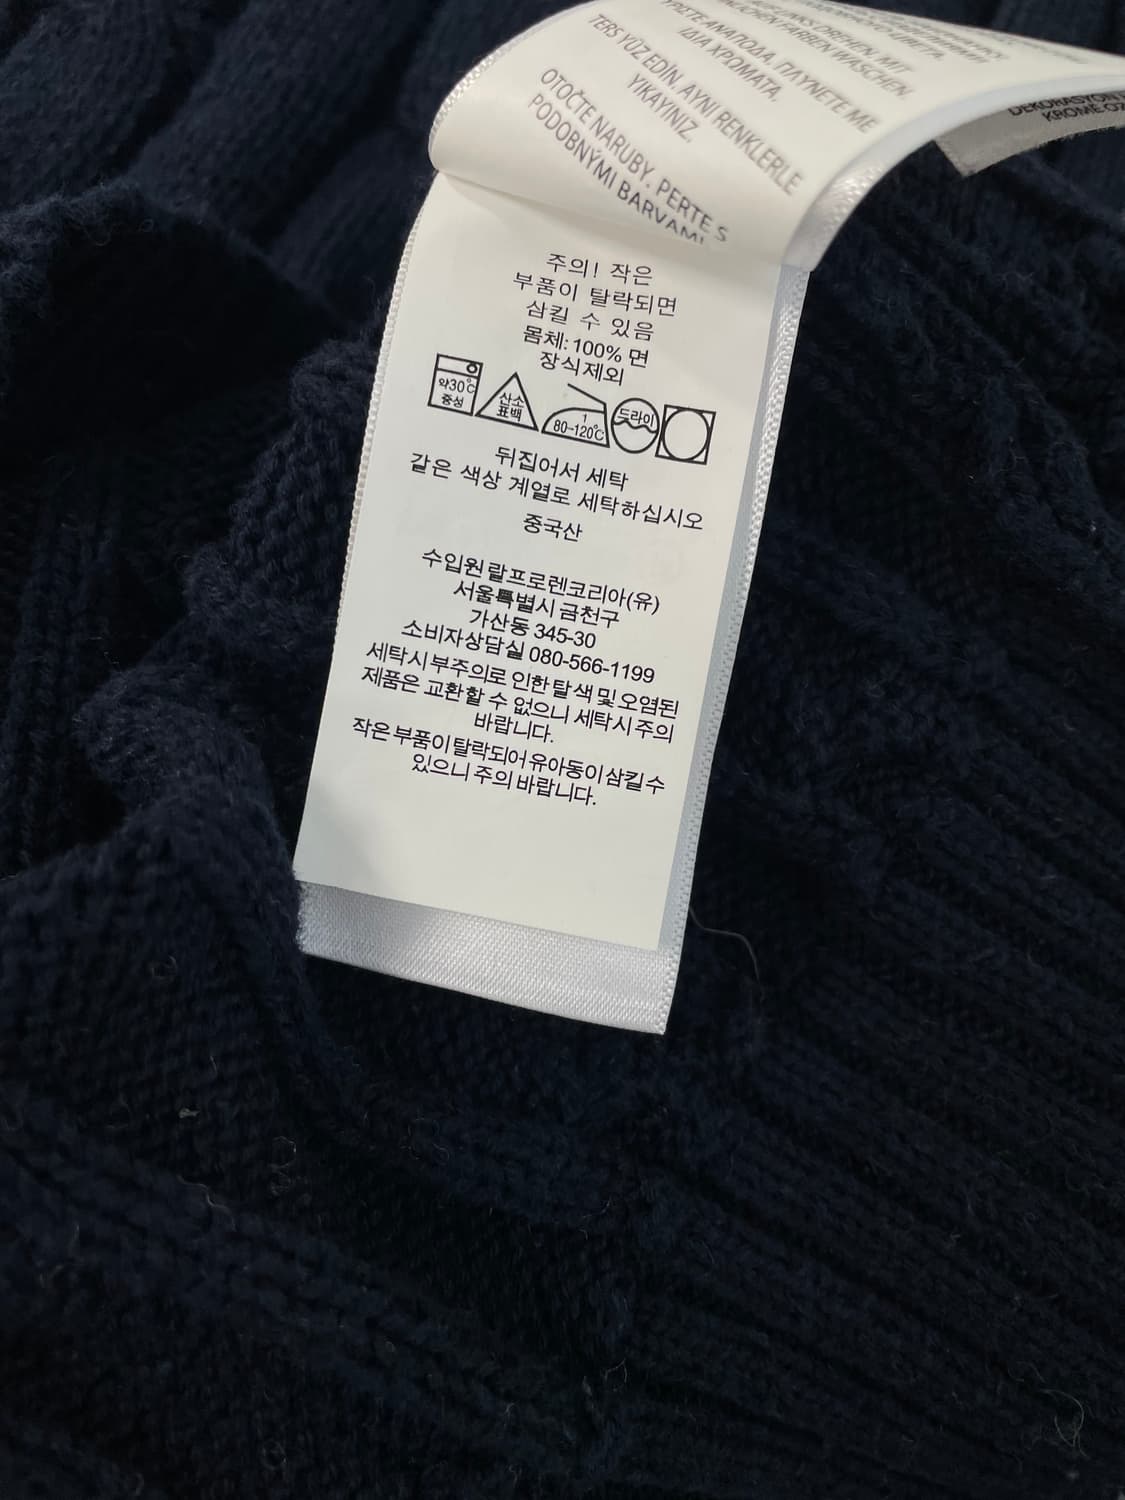 ΙΔΙΑ ΧΡΩΜΑΤΑ.
TERS YÜZ EDİN. AYNI RENKLERLE
YIKAYINIZ.
OTOČTE NARUBY. PERTE S
PODOBNÝMI BARVAMI
주의! 작은
부품이 탈락되면
삼킬 수 있음
몸체: 100% 면
장식제외
약30℃
중성
산소
표백
1
80-120℃
드라이
뒤집어서 세탁
같은 색상 계열로 세탁하십시오
중국산
수입원 랄프로렌코리아(유)
서울특별시 금천구
가산동 345-30
소비자상담실 080-566-1199
세탁시 부주의로 인한 탈색 및 오염된
제품은 교환할 수 없으니 세탁시 주의
바랍니다.
작은 부품이 탈락되어 유아동이 삼킬 수
있으니 주의 바랍니다.